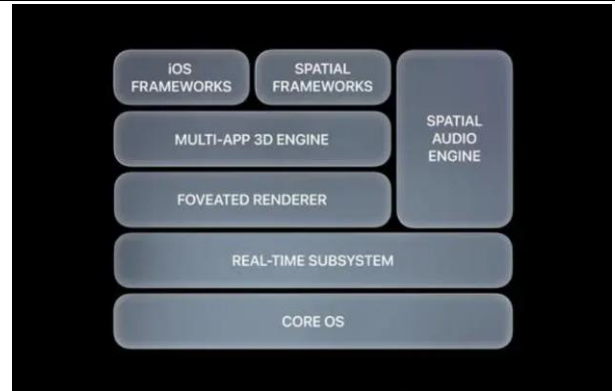 iOS
FRAMEWORKS
SPATIAL
FRAMEWORKS
SPATIAL
AUDIO
ENGINE
MULTI-APP 3D ENGINE
FOVEATED RENDERER
REAL-TIME SUBSYSTEM
CORE OS